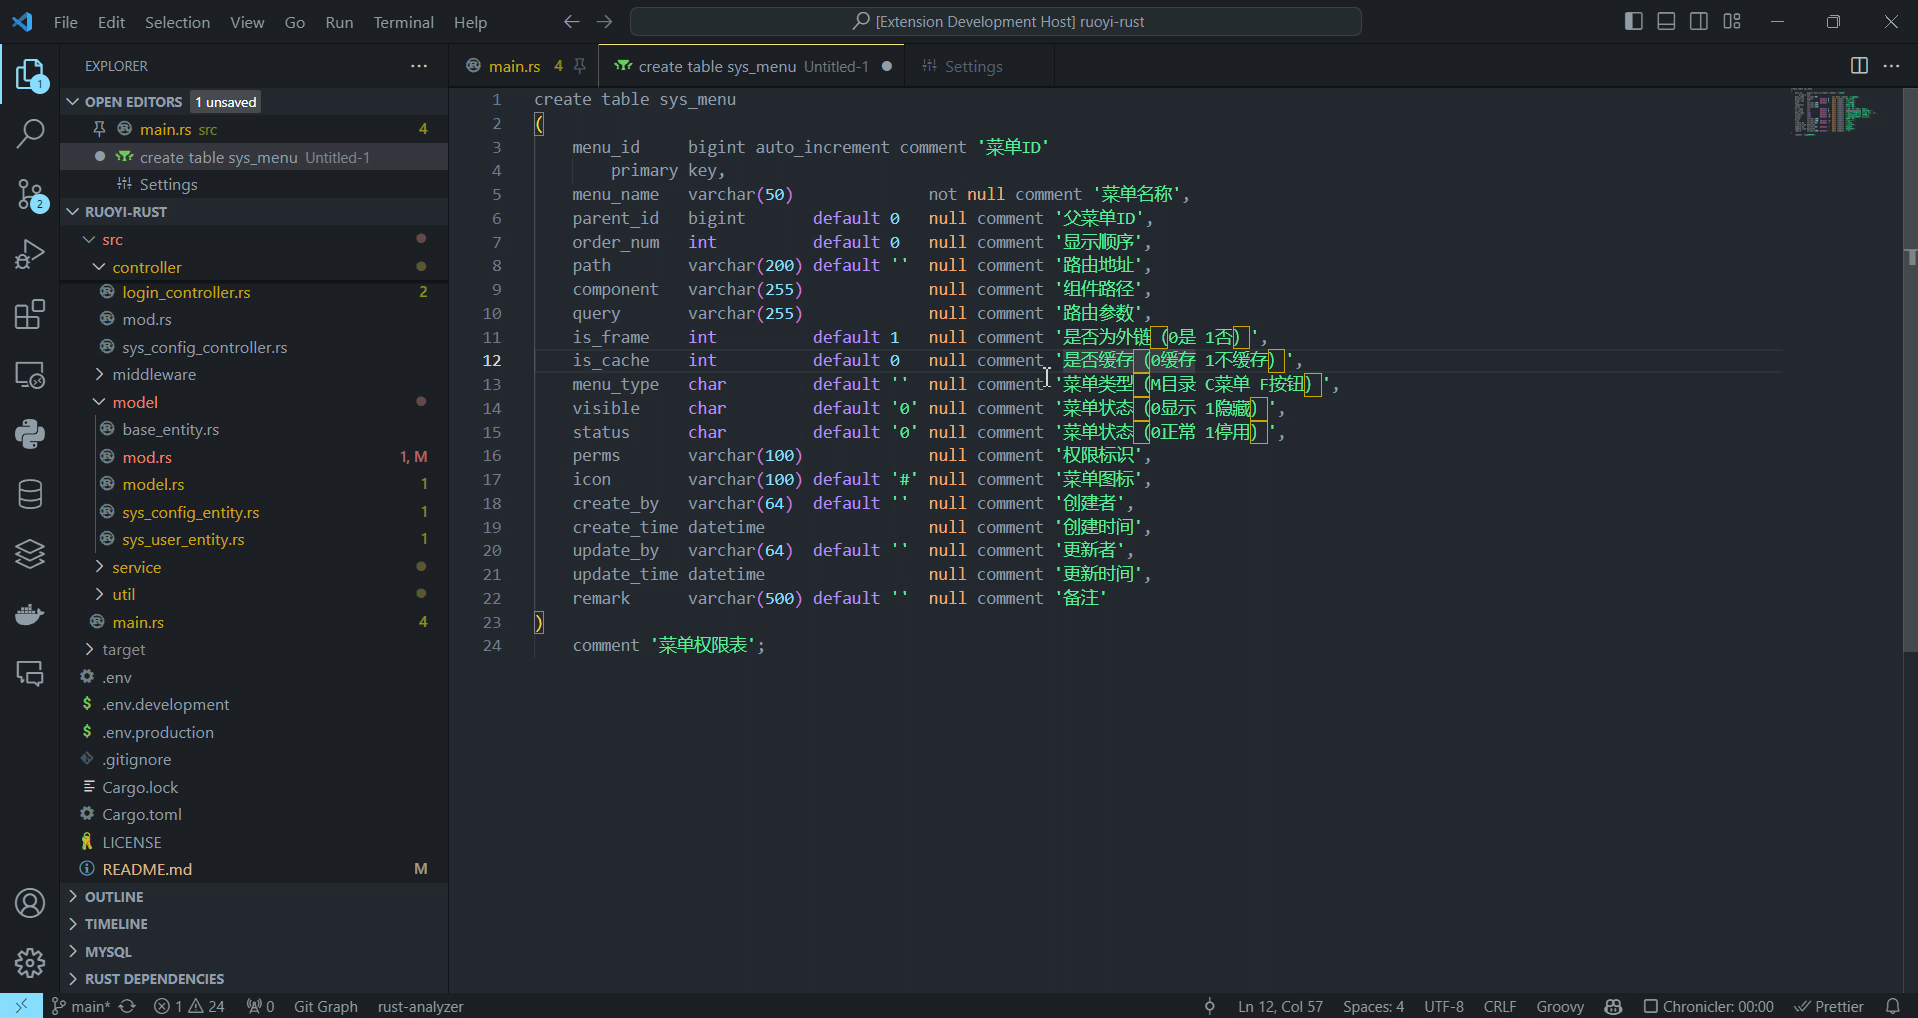 File Edit Selection View Go Run Terminal Help
[Extension Development Host] ruoyi-rust
EXPLORER
OPEN EDITORS 1 unsaved
main.rs src 4
create table sys_menu Untitled-1
Settings
RUOYI-RUST
src
controller
login_controller.rs 2
mod.rs
sys_config_controller.rs
middleware
model
base_entity.rs
mod.rs 1, M
model.rs 1
sys_config_entity.rs 1
sys_user_entity.rs 1
service
util
main.rs 4
target
.env
.env.development
.env.production
.gitignore
Cargo.lock
Cargo.toml
LICENSE
README.md M
OUTLINE
TIMELINE
MYSQL
RUST DEPENDENCIES
1
2
main.rs 4 create table sys_menu Untitled-1 Settings
1 create table sys_menu
2 (
3 menu_id bigint auto_increment comment '菜单ID'
4 primary key,
5 menu_name varchar(50) not null comment '菜单名称',
6 parent_id bigint default 0 null comment '父菜单ID',
7 order_num int default 0 null comment '显示顺序',
8 path varchar(200) default '' null comment '路由地址',
9 component varchar(255) null comment '组件路径',
10 query varchar(255) null comment '路由参数',
11 is_frame int default 1 null comment '是否为外链（0是 1否）',
12 is_cache int default 0 null comment '是否缓存（0缓存 1不缓存）',
13 menu_type char default '' null comment '菜单类型（M目录 C菜单 F按钮）',
14 visible char default '0' null comment '菜单状态（0显示 1隐藏）',
15 status char default '0' null comment '菜单状态（0正常 1停用）',
16 perms varchar(100) null comment '权限标识',
17 icon varchar(100) default '#' null comment '菜单图标',
18 create_by varchar(64) default '' null comment '创建者',
19 create_time datetime null comment '创建时间',
20 update_by varchar(64) default '' null comment '更新者',
21 update_time datetime null comment '更新时间',
22 remark varchar(500) default '' null comment '备注'
23 )
24 comment '菜单权限表';
main* 1 24 0 Git Graph rust-analyzer Ln 12, Col 57 Spaces: 4 UTF-8 CRLF Groovy Chronicler: 00:00 Prettier